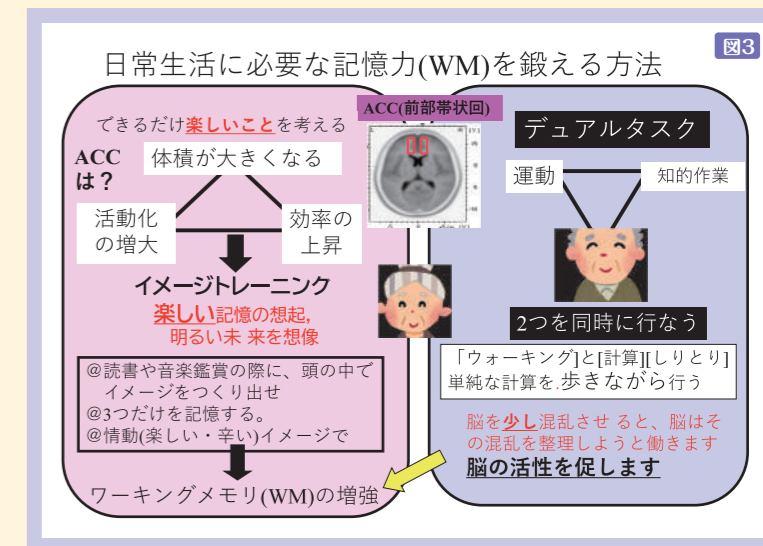 図3
日常生活に必要な記憶力(WM)を鍛える方法
できるだけ楽しいことを考える
ACC
は？
体積が大きくなる
活動化
の増大
効率の
上昇
イメージトレーニンク
楽しい記憶の想起,
明るい未 来を想像
@読書や音楽鑑賞の際に、頭の中で
イメージをつくり出せ
@3つだけを記憶する。
@情動(楽しい・辛い)イメージで
ワーキングメモリ(WM)の増強
ACC(前部帯状回)
デュアルタスク
運動
知的作業
2つを同時に行なう
「ウォーキング]と[計算][しりとり]
単純な計算を.歩きながら行う
脳を少し混乱させ ると、脳はそ
の混乱を整理しようと働きます
脳の活性を促します